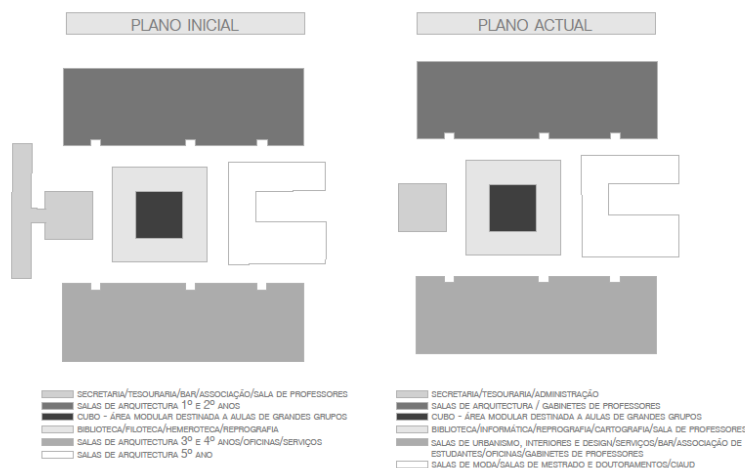 PLANO INICIAL
PLANO ACTUAL
SECRETARIA/TESOURARIA/BAR/ASSOCIAÇÃO/SALA DE PROFESSORES
SALAS DE ARQUITECTURA 1º E 2º ANOS
CUBO - ÁREA MODULAR DESTINADA A AULAS DE GRANDES GRUPOS
BIBLIOTECA/FILOTECA/HEMEROTECA/REPROGRAFIA
SALAS DE ARQUITECTURA 3º E 4º ANOS/OFICINAS/SERVIÇOS
SALAS DE ARQUITECTURA 5º ANO
SECRETARIA/TESOURARIA/ADMINISTRAÇÃO
SALAS DE ARQUITECTURA / GABINETES DE PROFESSORES
CUBO - ÁREA MODULAR DESTINADA A AULAS DE GRANDES GRUPOS
BIBLIOTECA/INFORMÁTICA/REPROGRAFIA/CARTOGRAFIA/SALA DE PROFESSORES
SALAS DE URBANISMO, INTERIORES E DESIGN/SERVIÇOS/BAR/ASSOCIAÇÃO DE
ESTUDANTES/OFICINAS/GABINETES DE PROFESSORES
SALAS DE MODA/SALAS DE MESTRADO E DOUTORAMENTOS/CIAUD